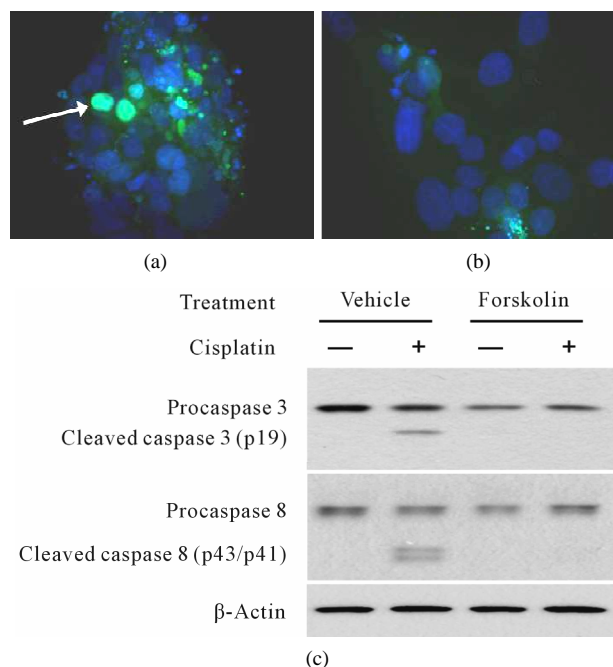 (a)
(b)
Treatment Vehicle Forskolin
Cisplatin — + — +
Procaspase 3
Cleaved caspase 3 (p19)
Procaspase 8
Cleaved caspase 8 (p43/p41)
β-Actin
(c)